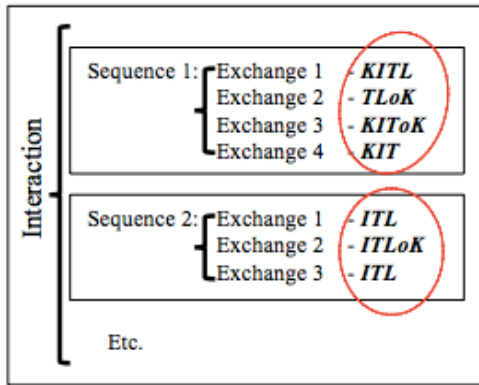 Interaction
Sequence 1: Exchange 1 - KITL
Exchange 2 - TLoK
Exchange 3 - KIToK
Exchange 4 - KIT
Sequence 2: Exchange 1 - ITL
Exchange 2 - ITLoK
Exchange 3 - ITL
Etc.